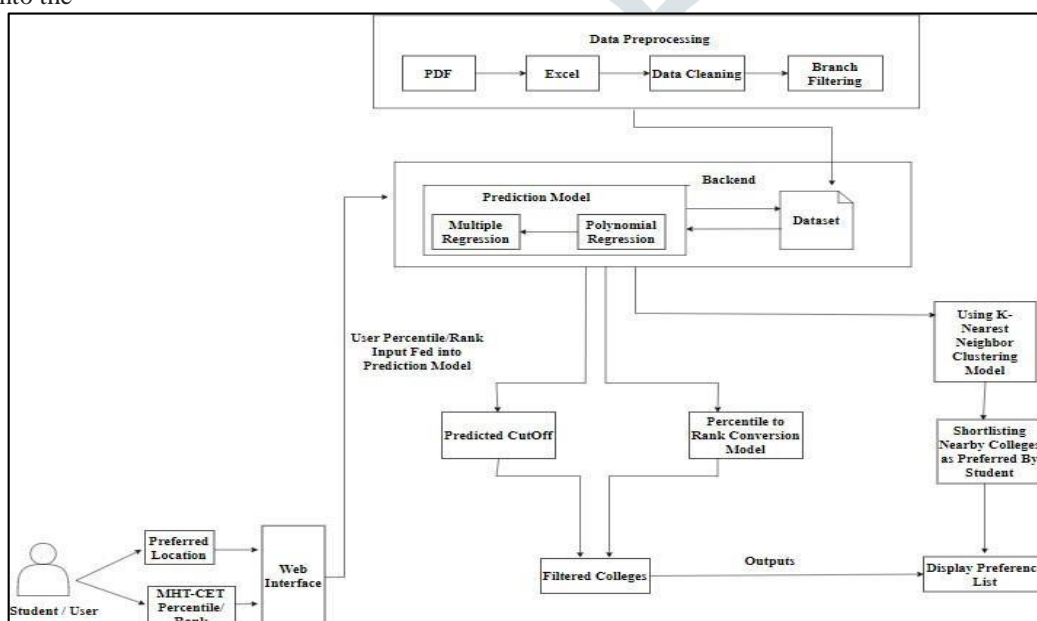 nto the
Data Preprocessing
PDF
Excel
Data Cleaning
Branch
Filtering
Backend
Prediction Model
Multiple
Regression
Polynomial
Regression
Dataset
User Percentile/Rank
Input Fed into
Prediction Model
Using K-
Nearest
Neighbor
Clustering
Model
Predicted CutOff
Percentile to
Rank Conversion
Model
Shortlisting
Nearby Colleges
as Preferred By
Student
Preferred
Location
Web
Interface
MHT-CET
Percentile/
Rank
Student / User
Filtered Colleges
Outputs
Display Preference
List